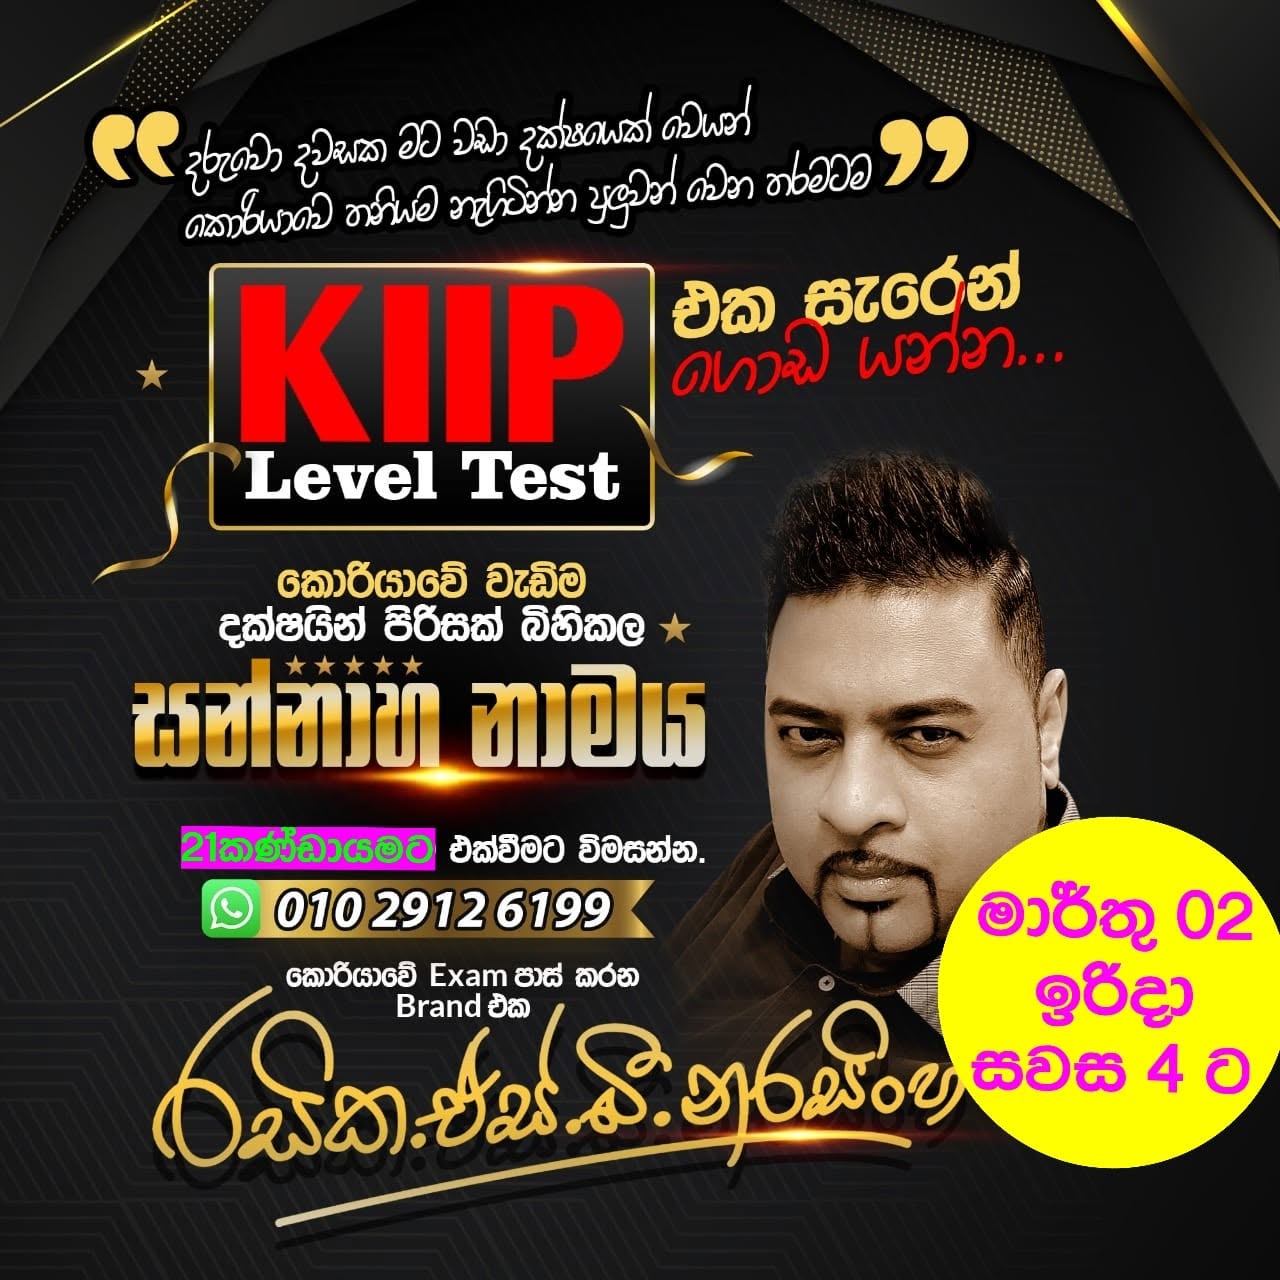 “දරුවෝ දවසක මට වඩා දක්ෂයෙක් වෙයන්
කොරියාවේ තනියම නැගිටින්න පුළුවන් වෙන තරමටම”
KIIP
Level Test
එක සැරෙන්
ගොඩ යන්න...
කොරියාවේ වැඩිම
දක්ෂයින් පිරිසක් බිහිකල
සන්නාහ නාමය
21කණ්ඩායමට එක්වීමට විමසන්න.
010 2912 6199
කොරියාවේ Exam පාස් කරන
Brand එක
රසික.එස්.සී.නරසිංහ
මාර්තු 02
ඉරිදා
සවස 4 ට